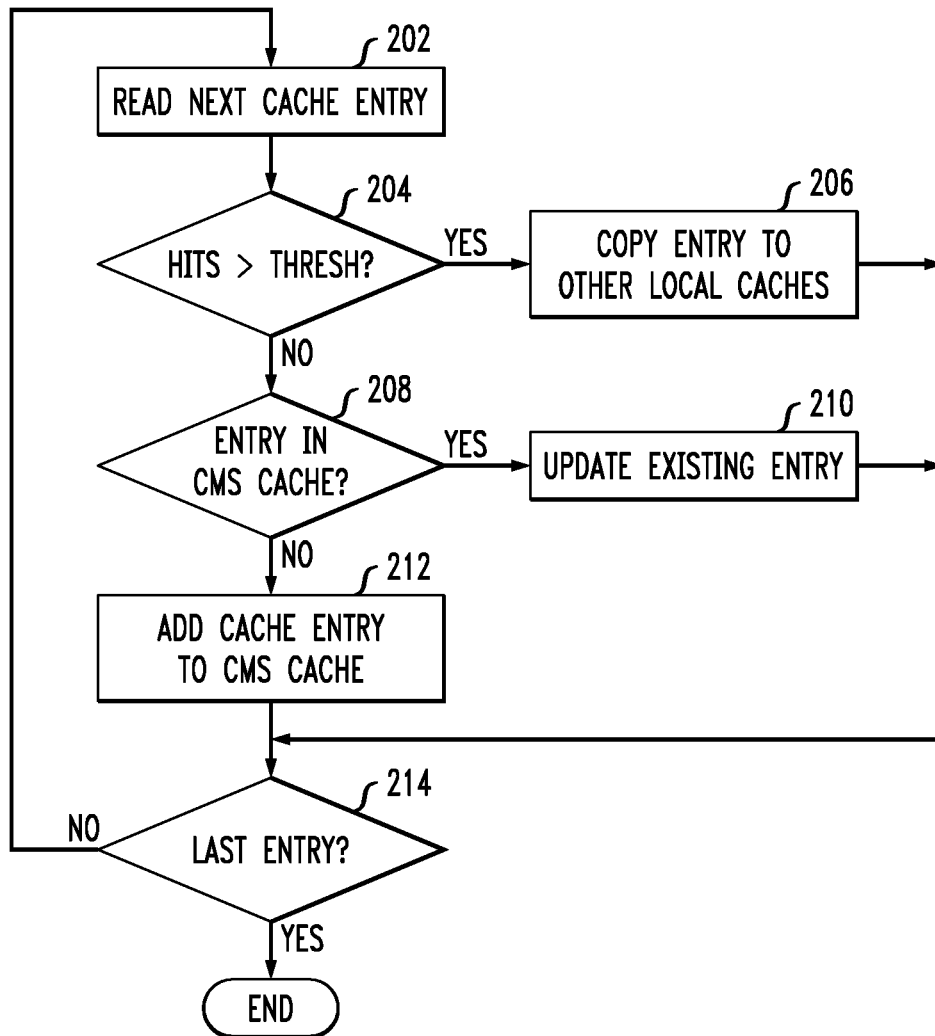 202
READ NEXT CACHE ENTRY
204
HITS > THRESH?
YES
206
COPY ENTRY TO
OTHER LOCAL CACHES
NO
208
ENTRY IN
CMS CACHE?
YES
210
UPDATE EXISTING ENTRY
NO
212
ADD CACHE ENTRY
TO CMS CACHE
214
NO
LAST ENTRY?
YES
END